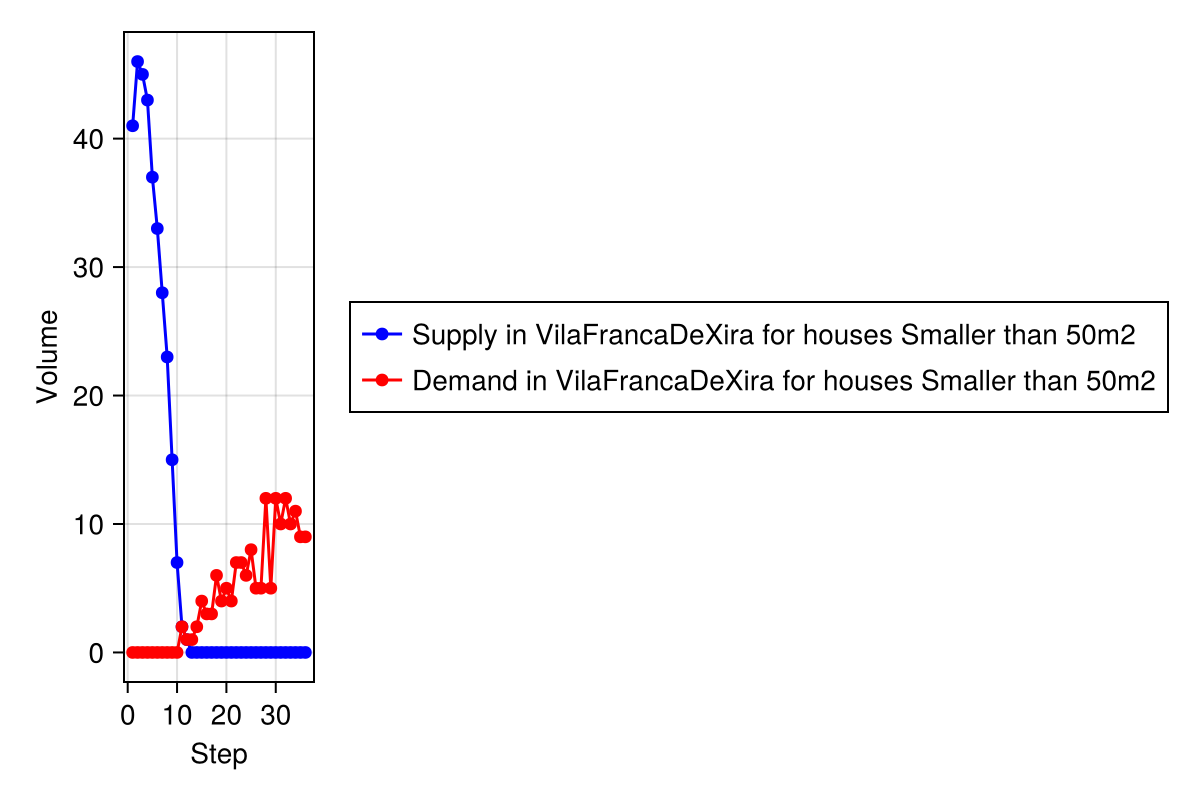 Volume
40
30
20
10
0
0 10 20 30
Step
Supply in VilaFrancaDeXira for houses Smaller than 50m2
Demand in VilaFrancaDeXira for houses Smaller than 50m2